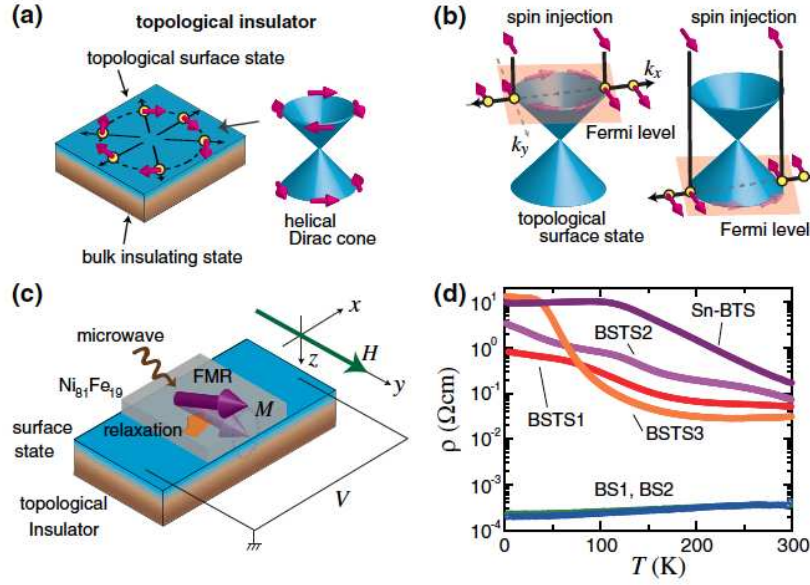 (a)
topological insulator
topological surface state
helical
Dirac cone
bulk insulating state
(b)
spin injection
spin injection
kx
ky
Fermi level
topological
surface state
Fermi level
(c)
microwave
Ni81Fe19
FMR
M
relaxation
surface
state
topological
Insulator
V
x
z
H
y
(d)
ρ (Ωcm)
10^1
10^0
10^-1
10^-2
10^-3
10^-4
Sn-BTS
BSTS2
BSTS1
BSTS3
BS1, BS2
0
100
200
300
T (K)